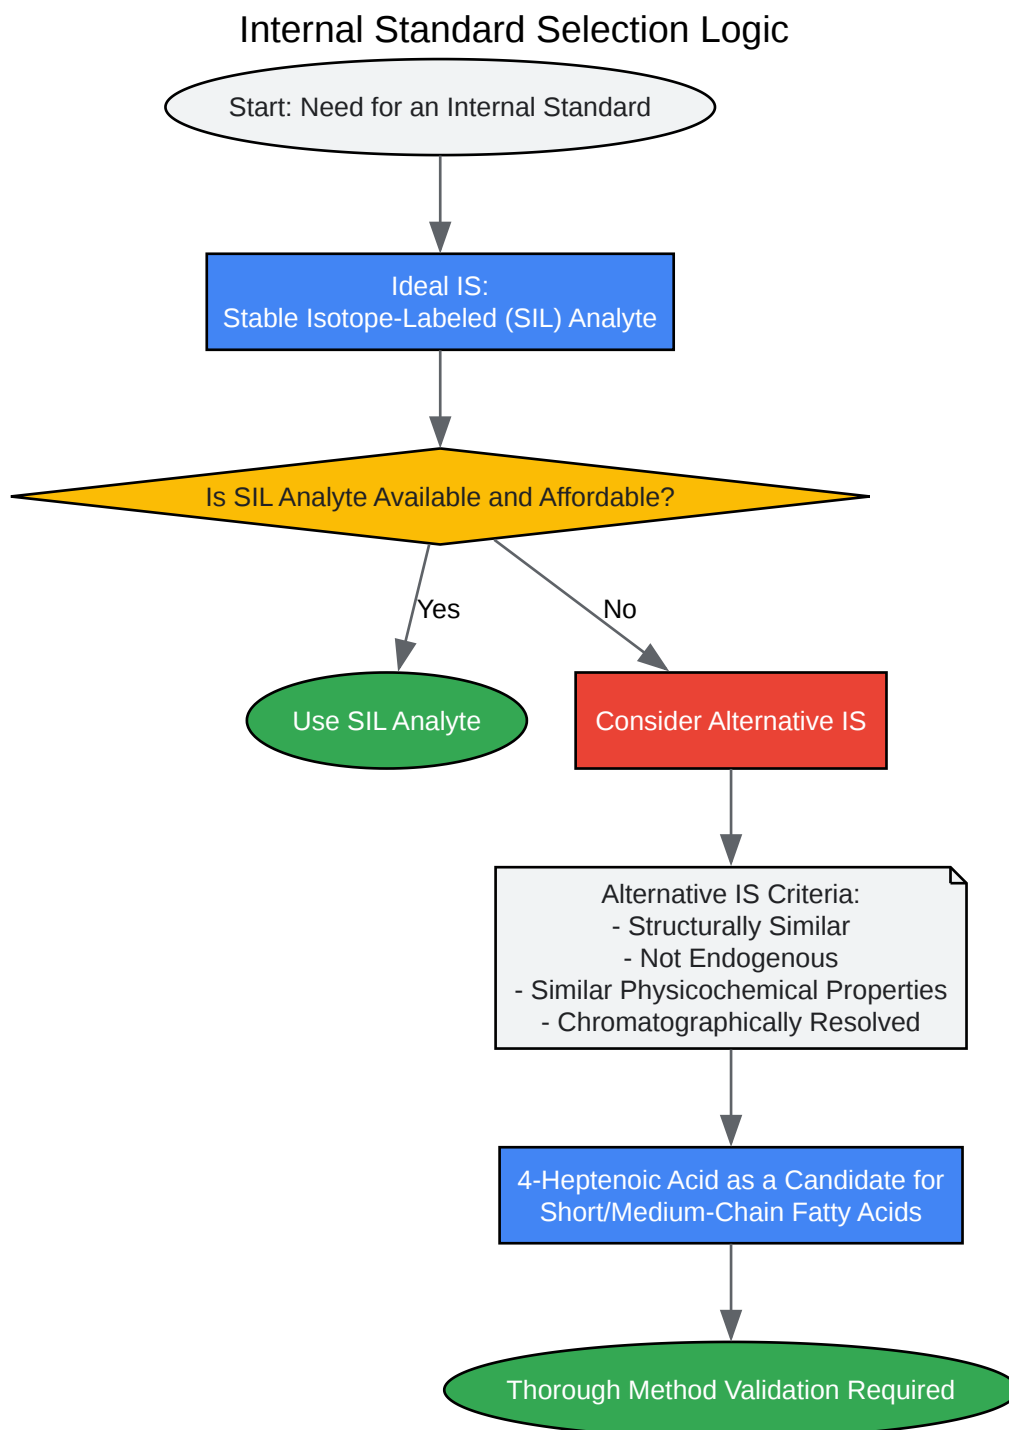 Internal Standard Selection Logic
Start: Need for an Internal Standard
Ideal IS:
Stable Isotope-Labeled (SIL) Analyte
Is SIL Analyte Available and Affordable?
Yes
No
Use SIL Analyte
Consider Alternative IS
Alternative IS Criteria:
- Structurally Similar
- Not Endogenous
- Similar Physicochemical Properties
- Chromatographically Resolved
4-Heptenoic Acid as a Candidate for
Short/Medium-Chain Fatty Acids
Thorough Method Validation Required